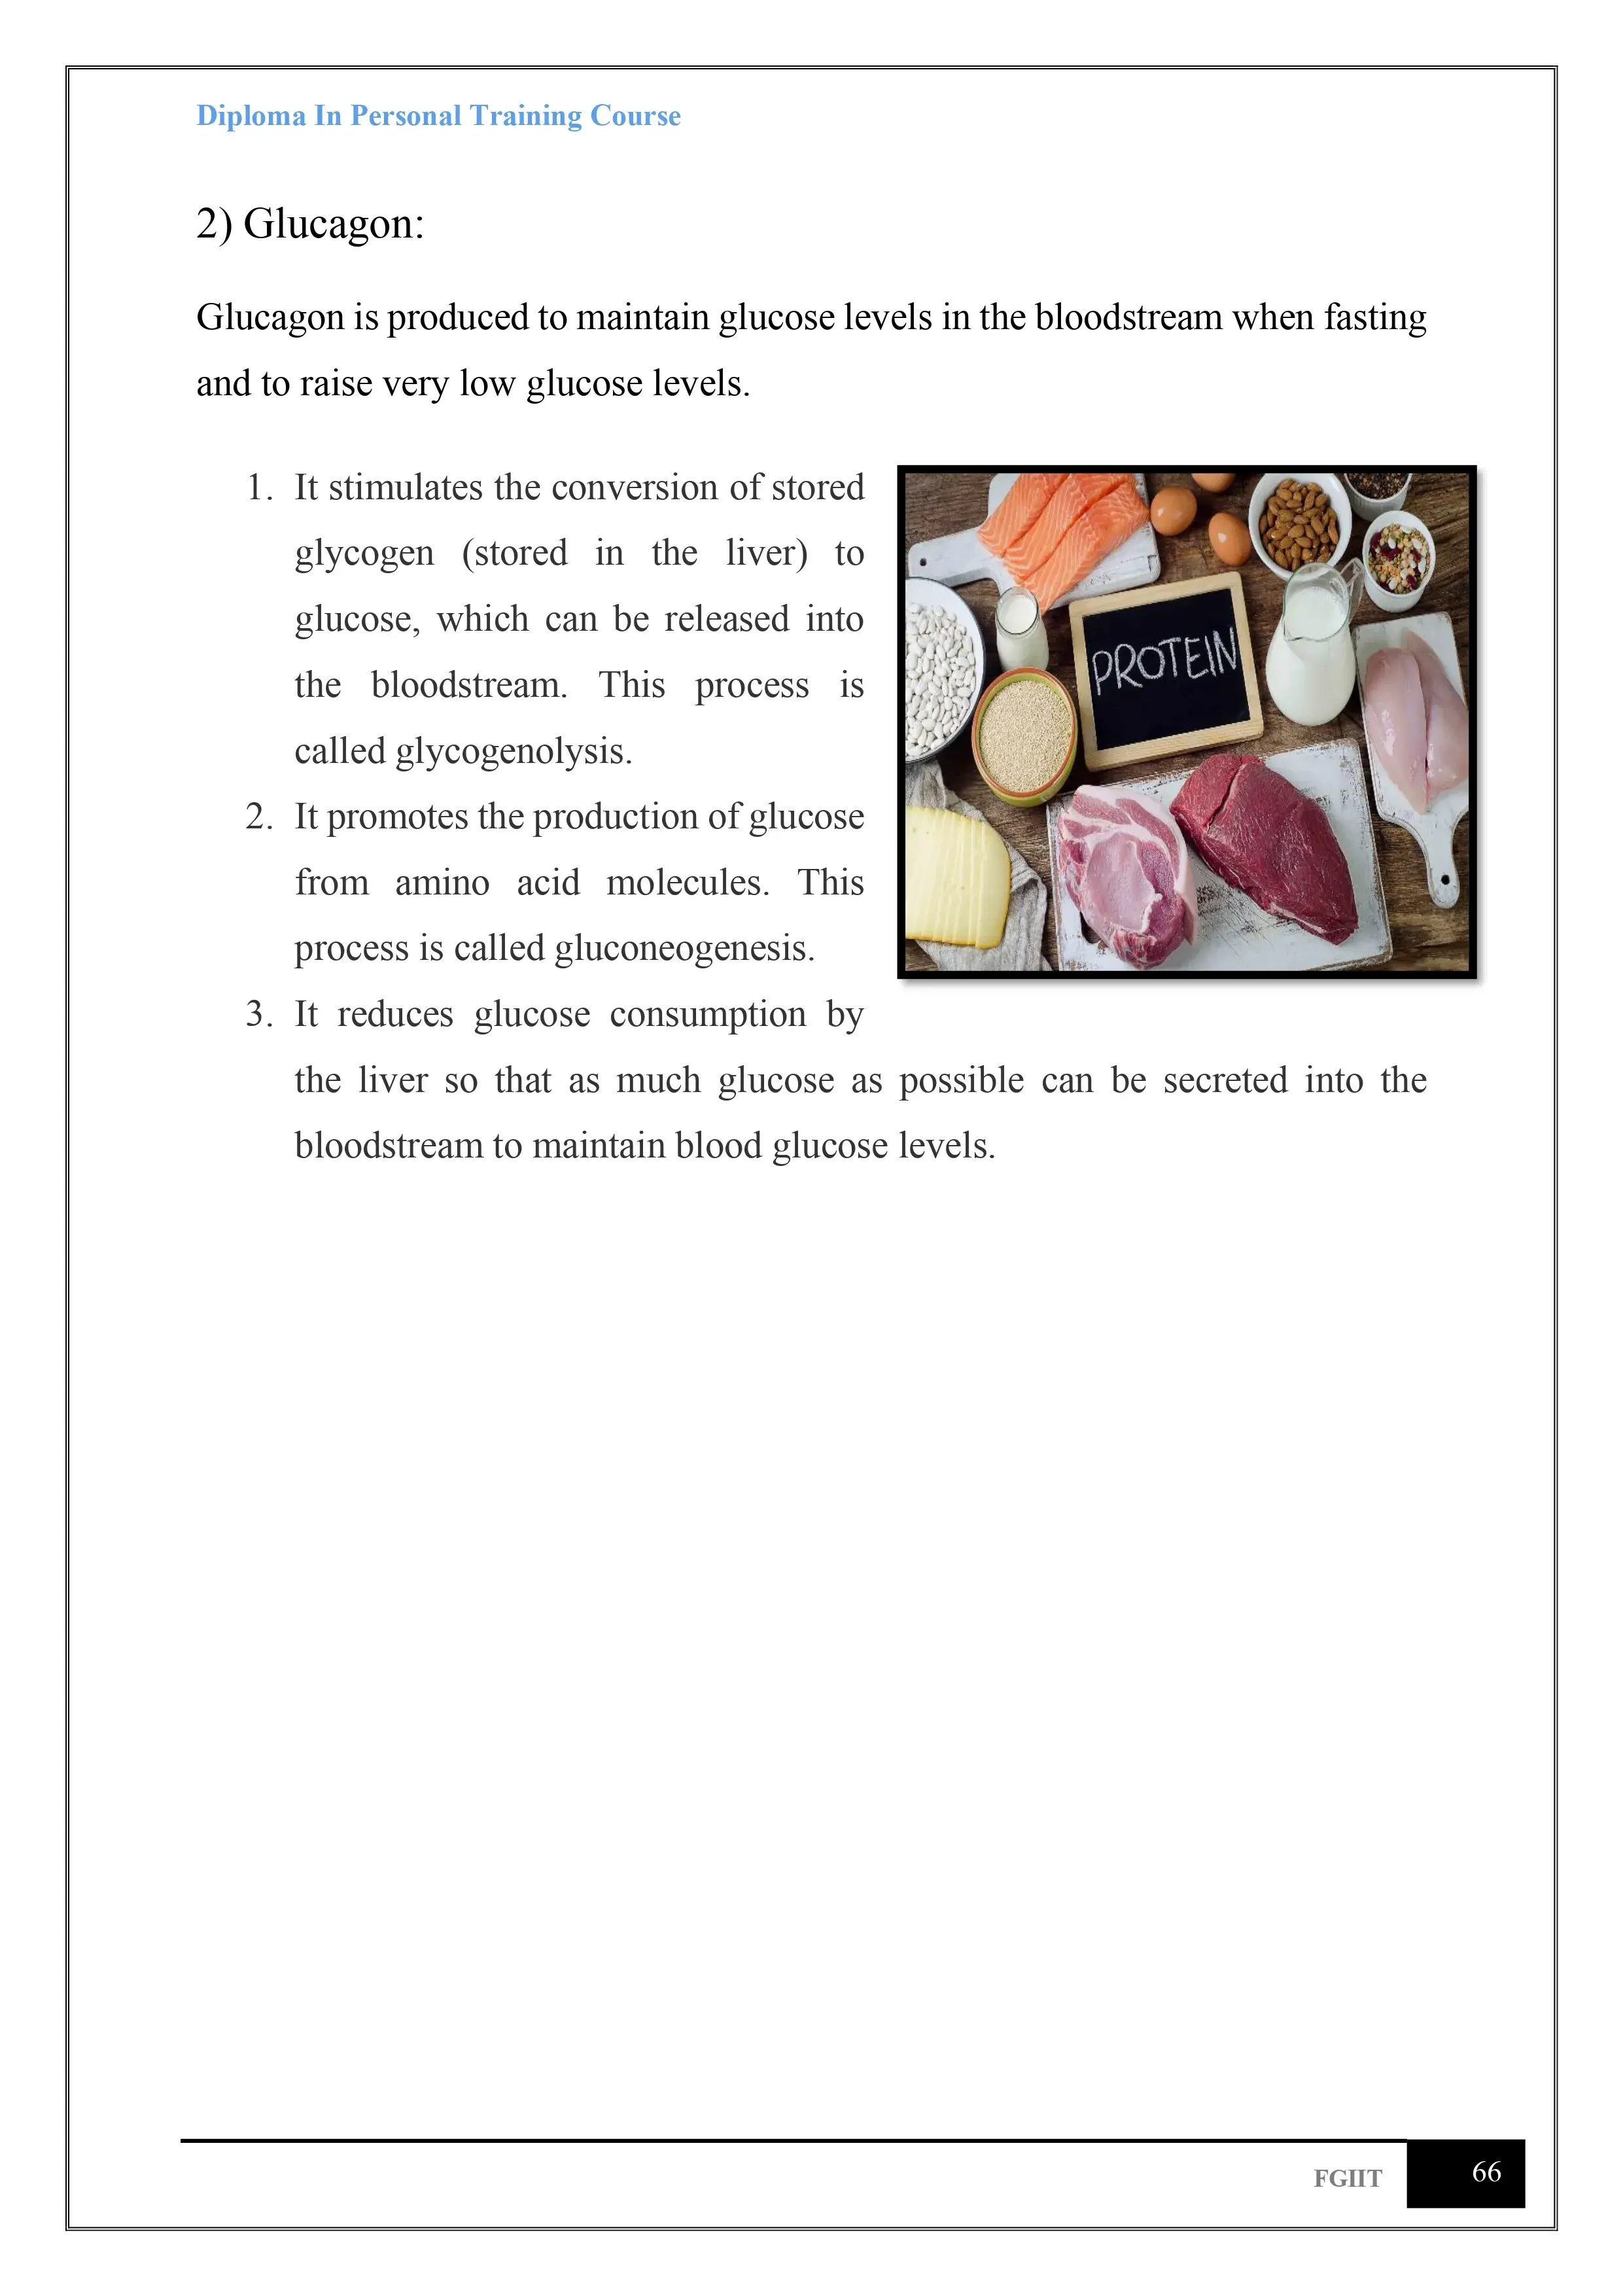 Diploma In Personal Training Course
2) Glucagon:
Glucagon is produced to maintain glucose levels in the bloodstream when fasting
and to raise very low glucose levels.
1. It stimulates the conversion of stored
glycogen (stored in the liver) to
glucose, which can be released into
the bloodstream. This process is
called glycogenolysis.
2. It promotes the production of glucose
from amino acid molecules. This
process is called gluconeogenesis.
3. It reduces glucose consumption by
the liver so that as much glucose as possible can be secreted into the
bloodstream to maintain blood glucose levels.
PROTEIN
FGIIT 66